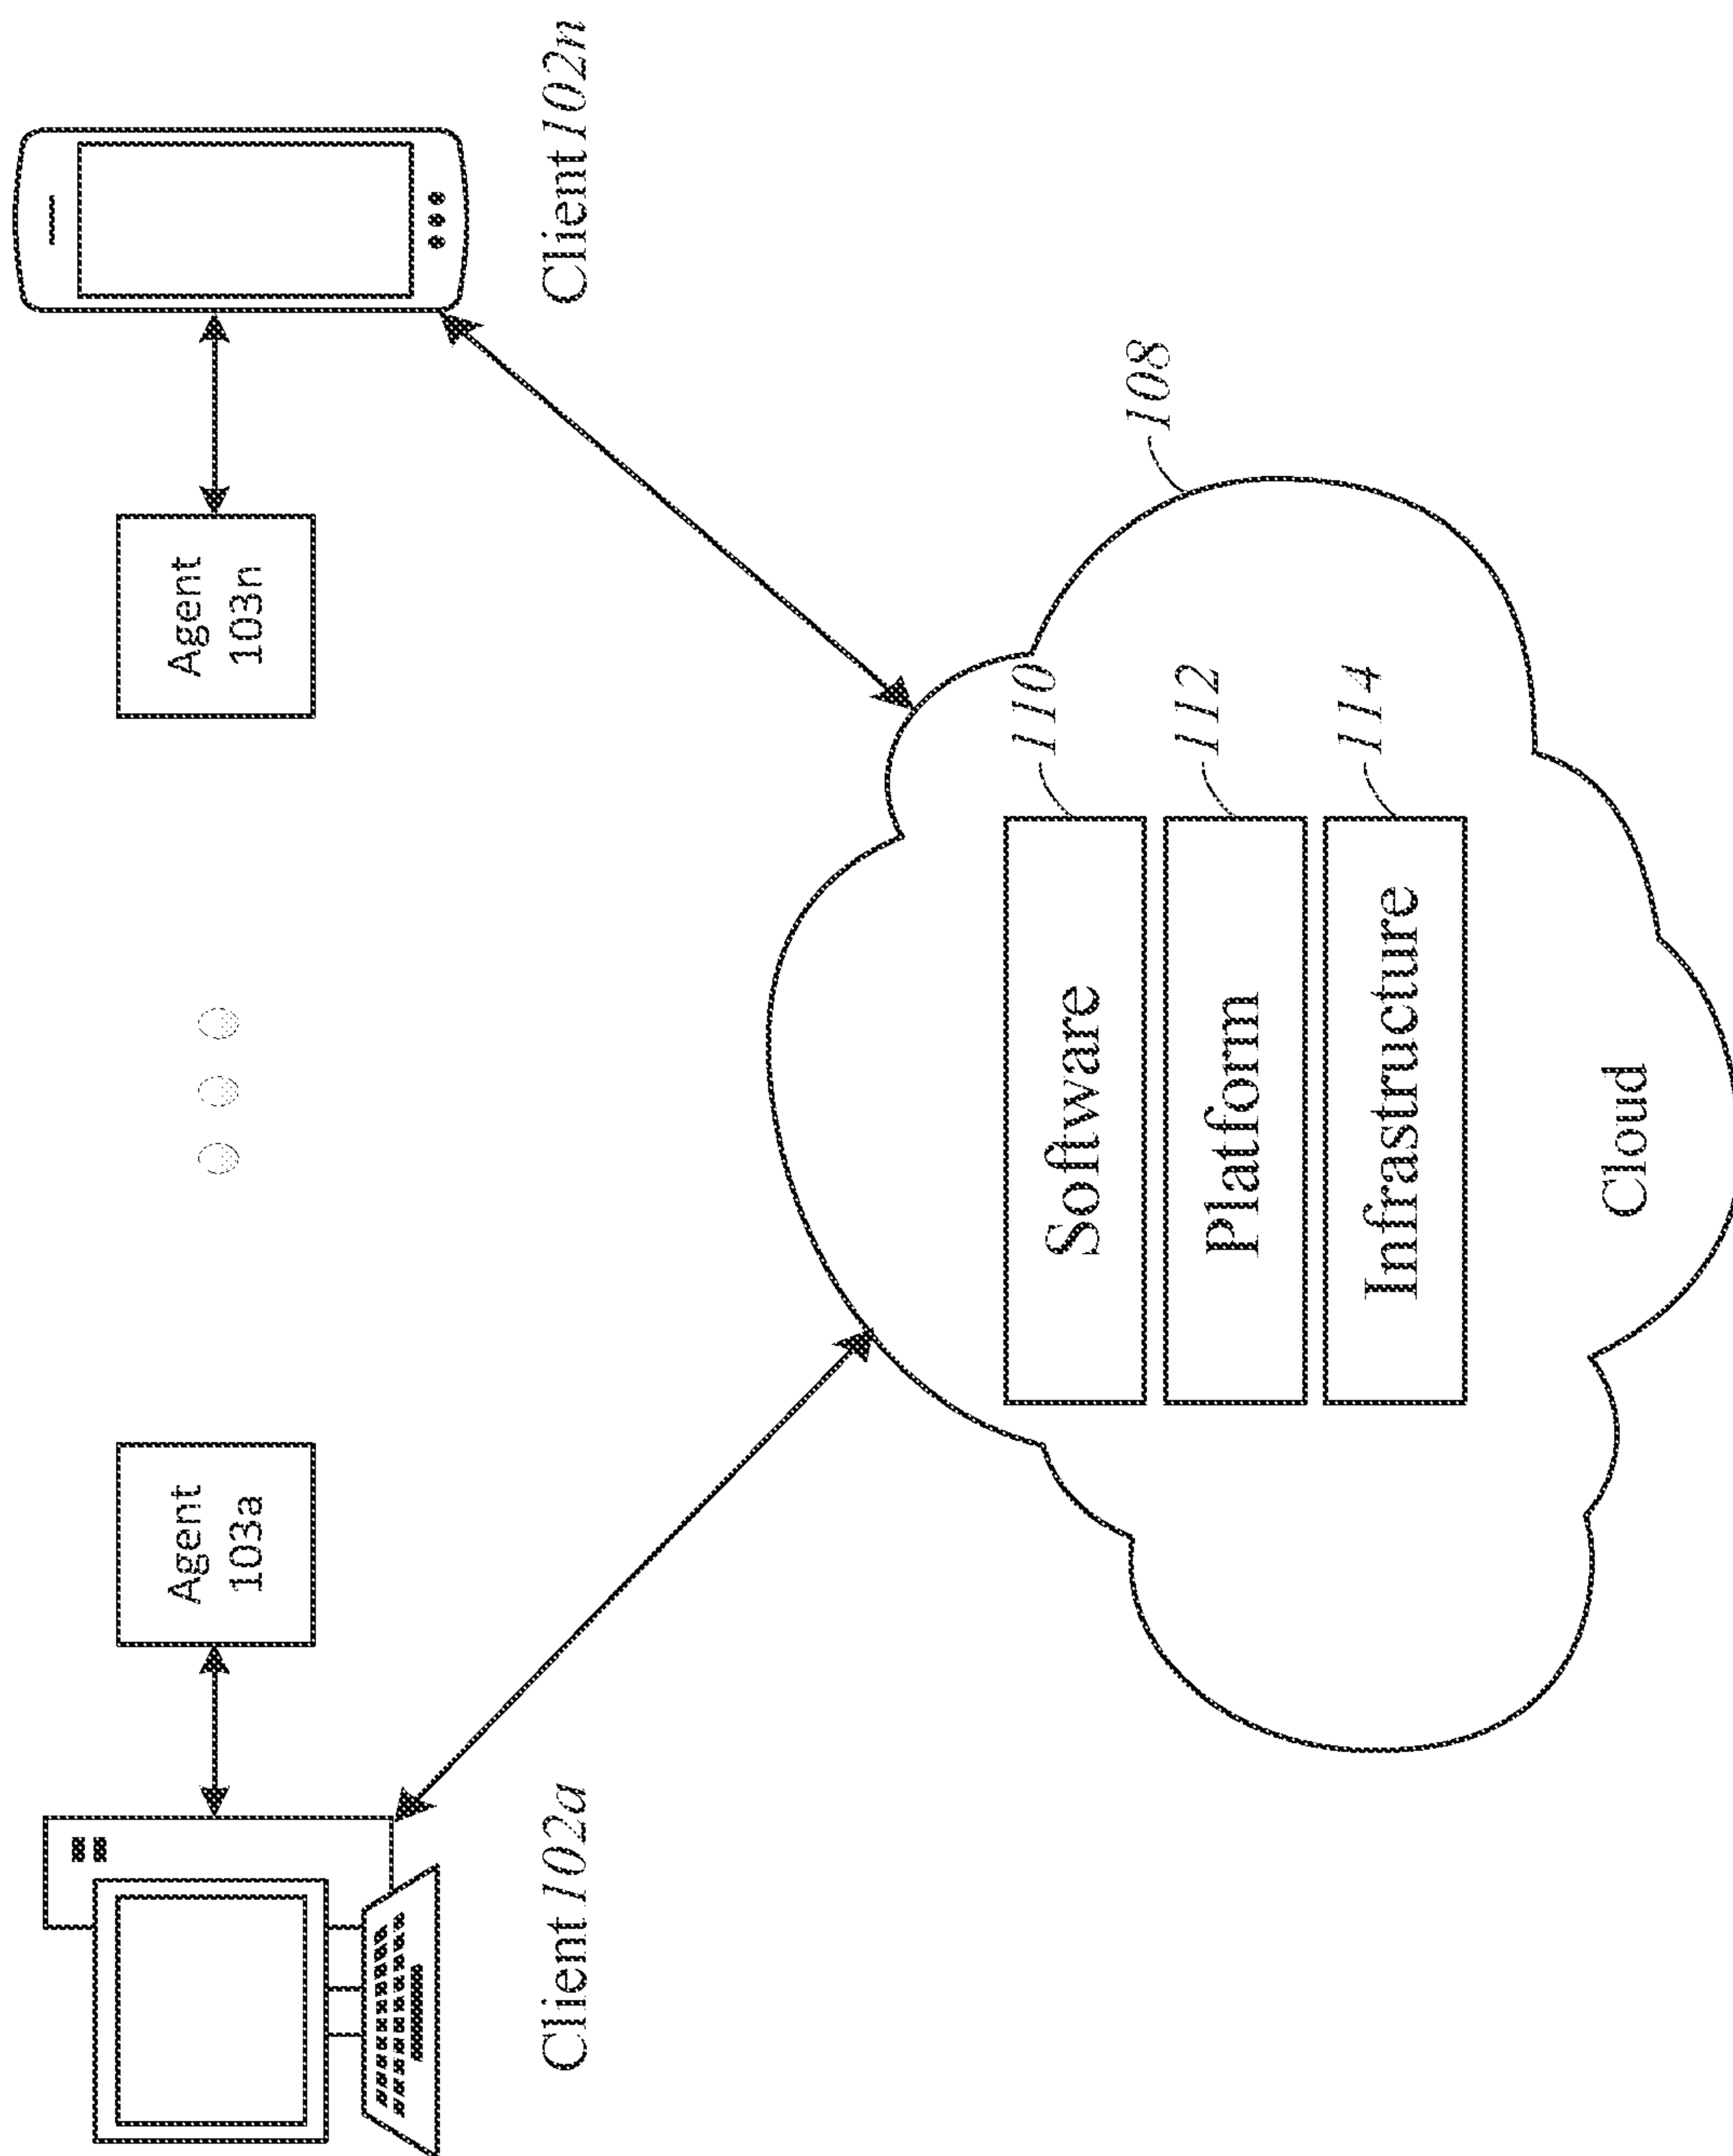 Agent
103a
Agent
103n
Client 102a
Client 102n
108
Software
110
Platform
112
Infrastructure
114
Cloud